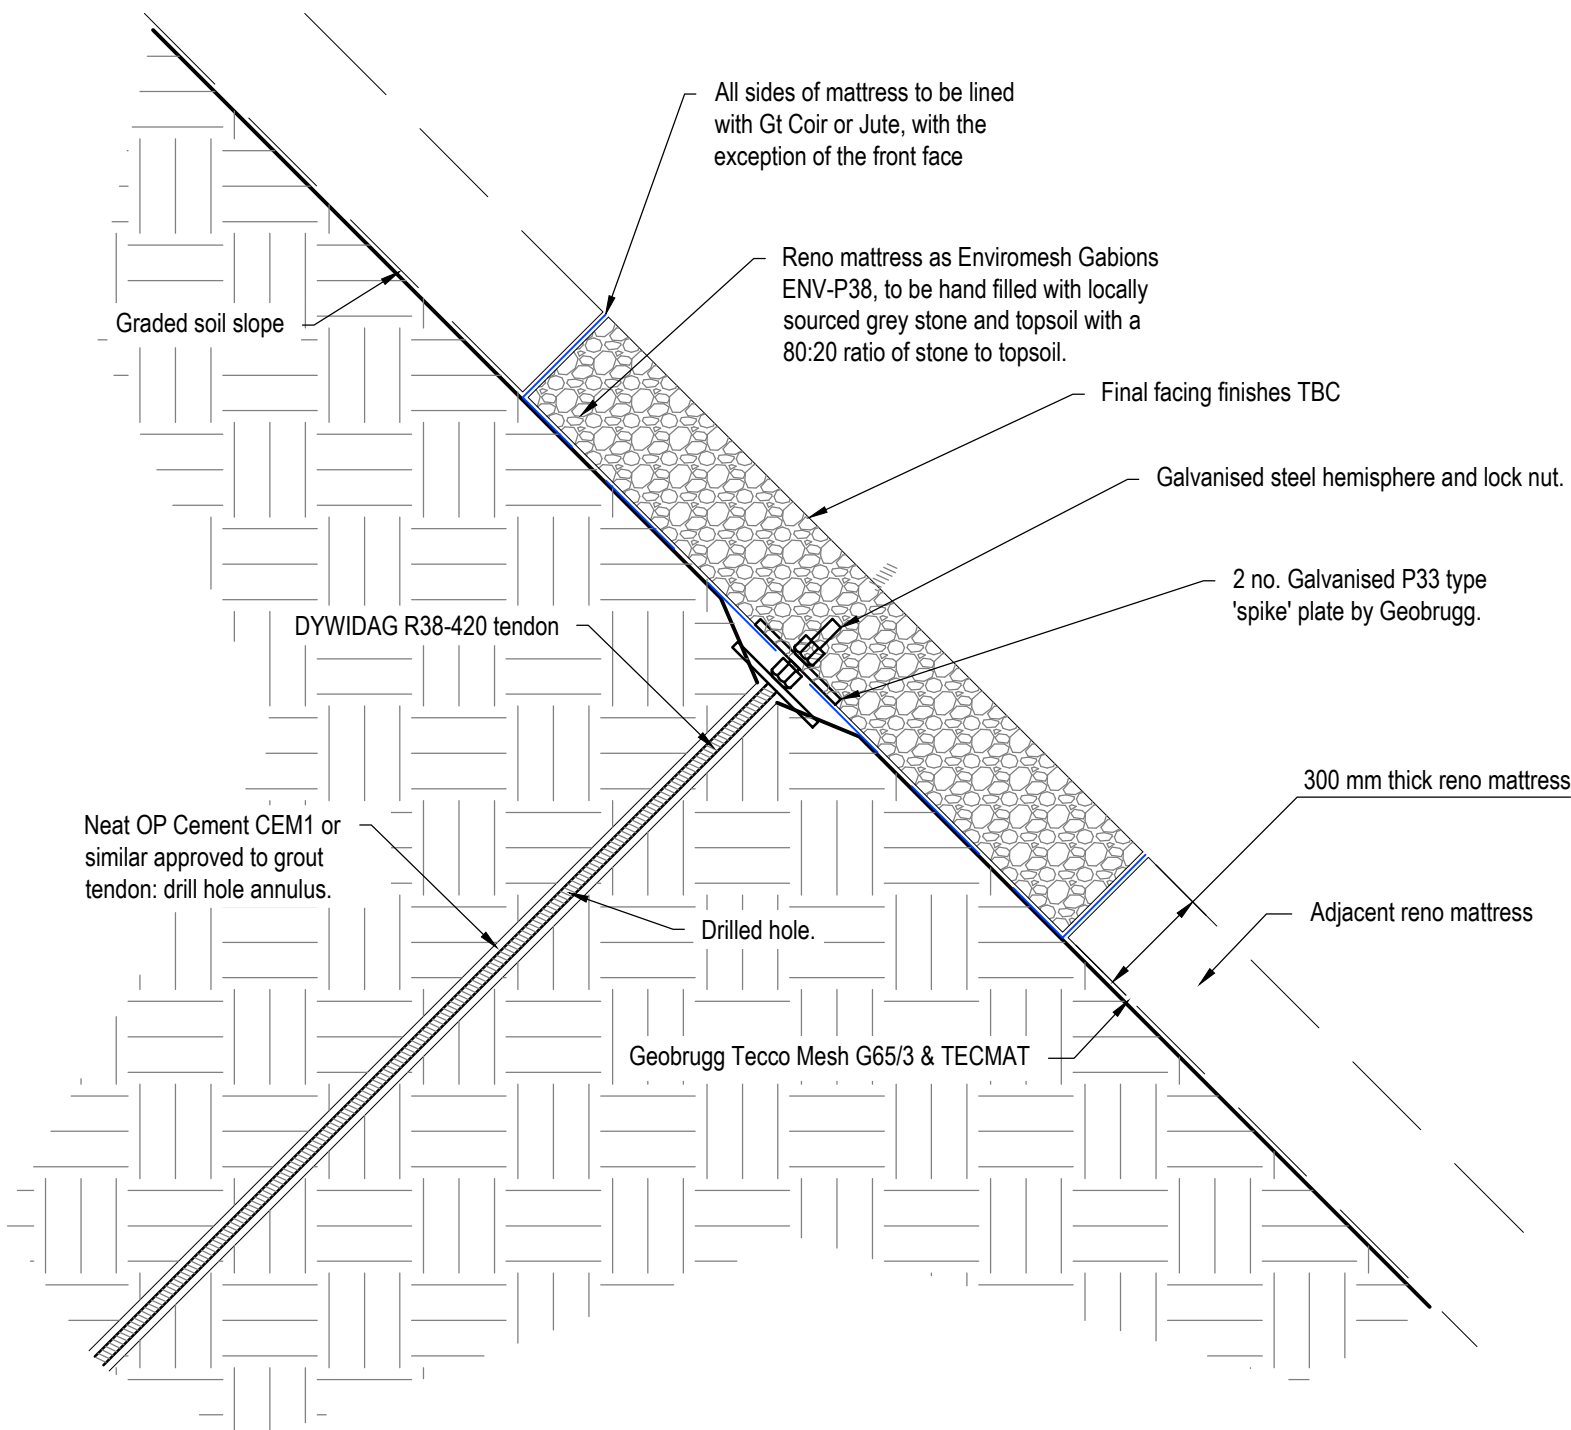 All sides of mattress to be lined
with Gt Coir or Jute, with the
exception of the front face
Reno mattress as Enviromesh Gabions
ENV-P38, to be hand filled with locally
sourced grey stone and topsoil with a
80:20 ratio of stone to topsoil.
Graded soil slope
Final facing finishes TBC
Galvanised steel hemisphere and lock nut.
2 no. Galvanised P33 type
'spike' plate by Geobrugg.
DYWIDAG R38-420 tendon
300 mm thick reno mattress
Neat OP Cement CEM1 or
similar approved to grout
tendon: drill hole annulus.
Drilled hole.
Adjacent reno mattress
Geobrugg Tecco Mesh G65/3 & TECMAT